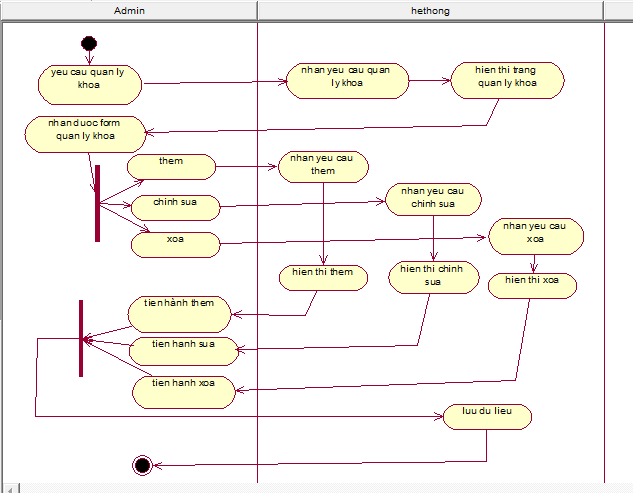 Admin
hethong
yeu cau quan ly
khoa
nhan yeu cau quan
ly khoa
hien thi trang
quan ly khoa
nhan duoc form
quan ly khoa
them
nhan yeu cau
them
chinh sua
nhan yeu cau
chinh sua
xoa
nhan yeu cau
xoa
hien thi them
hien thi chinh
sua
hien thi xoa
tien hành them
tien hanh sua
tien hanh xoa
luu du lieu